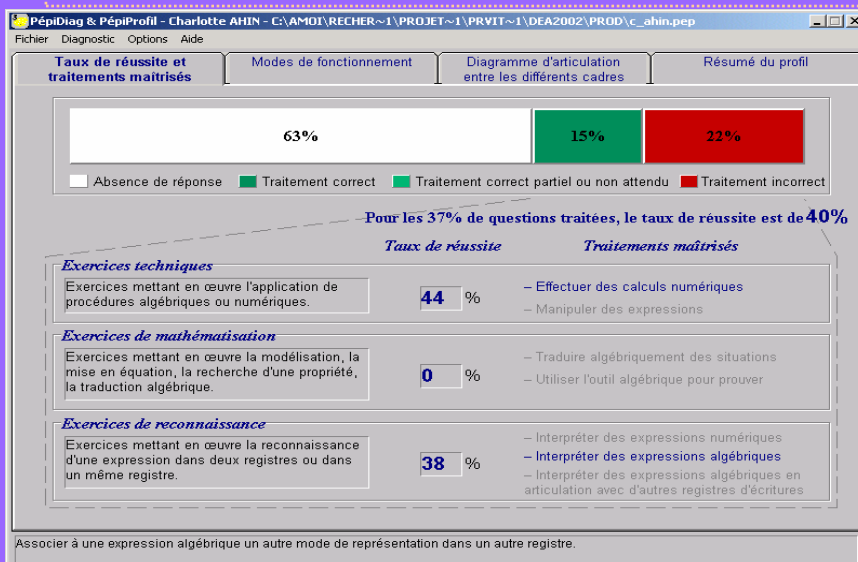 PépiDiag & PépiProfil - Charlotte AHIN - C:\AMOI\RECHER~1\PROJET~1\PRVIT~1\DEA2002\PROD\c_ahin.pep
Fichier Diagnostic Options Aide
Taux de réussite et traitements maîtrisés
Modes de fonctionnement
Diagramme d'articulation entre les différents cadres
Résumé du profil
63% 15% 22%
Absence de réponse Traitement correct Traitement correct partiel ou non attendu Traitement incorrect
Pour les 37% de questions traitées, le taux de réussite est de 40%
Taux de réussite Traitements maîtrisés
Exercices techniques
Exercices mettant en œuvre l'application de
procédures algébriques ou numériques.
44 %
– Effectuer des calculs numériques
– Manipuler des expressions
Exercices de mathématisation
Exercices mettant en œuvre la modélisation, la
mise en équation, la recherche d'une propriété,
la traduction algébrique.
0 %
– Traduire algébriquement des situations
– Utiliser l'outil algébrique pour prouver
Exercices de reconnaissance
Exercices mettant en œuvre la reconnaissance
d'une expression dans deux registres ou dans
un même registre.
38 %
– Interpréter des expressions numériques
– Interpréter des expressions algébriques
– Interpréter des expressions algébriques en
articulation avec d'autres registres d'écritures
Associer à une expression algébrique un autre mode de représentation dans un autre registre.